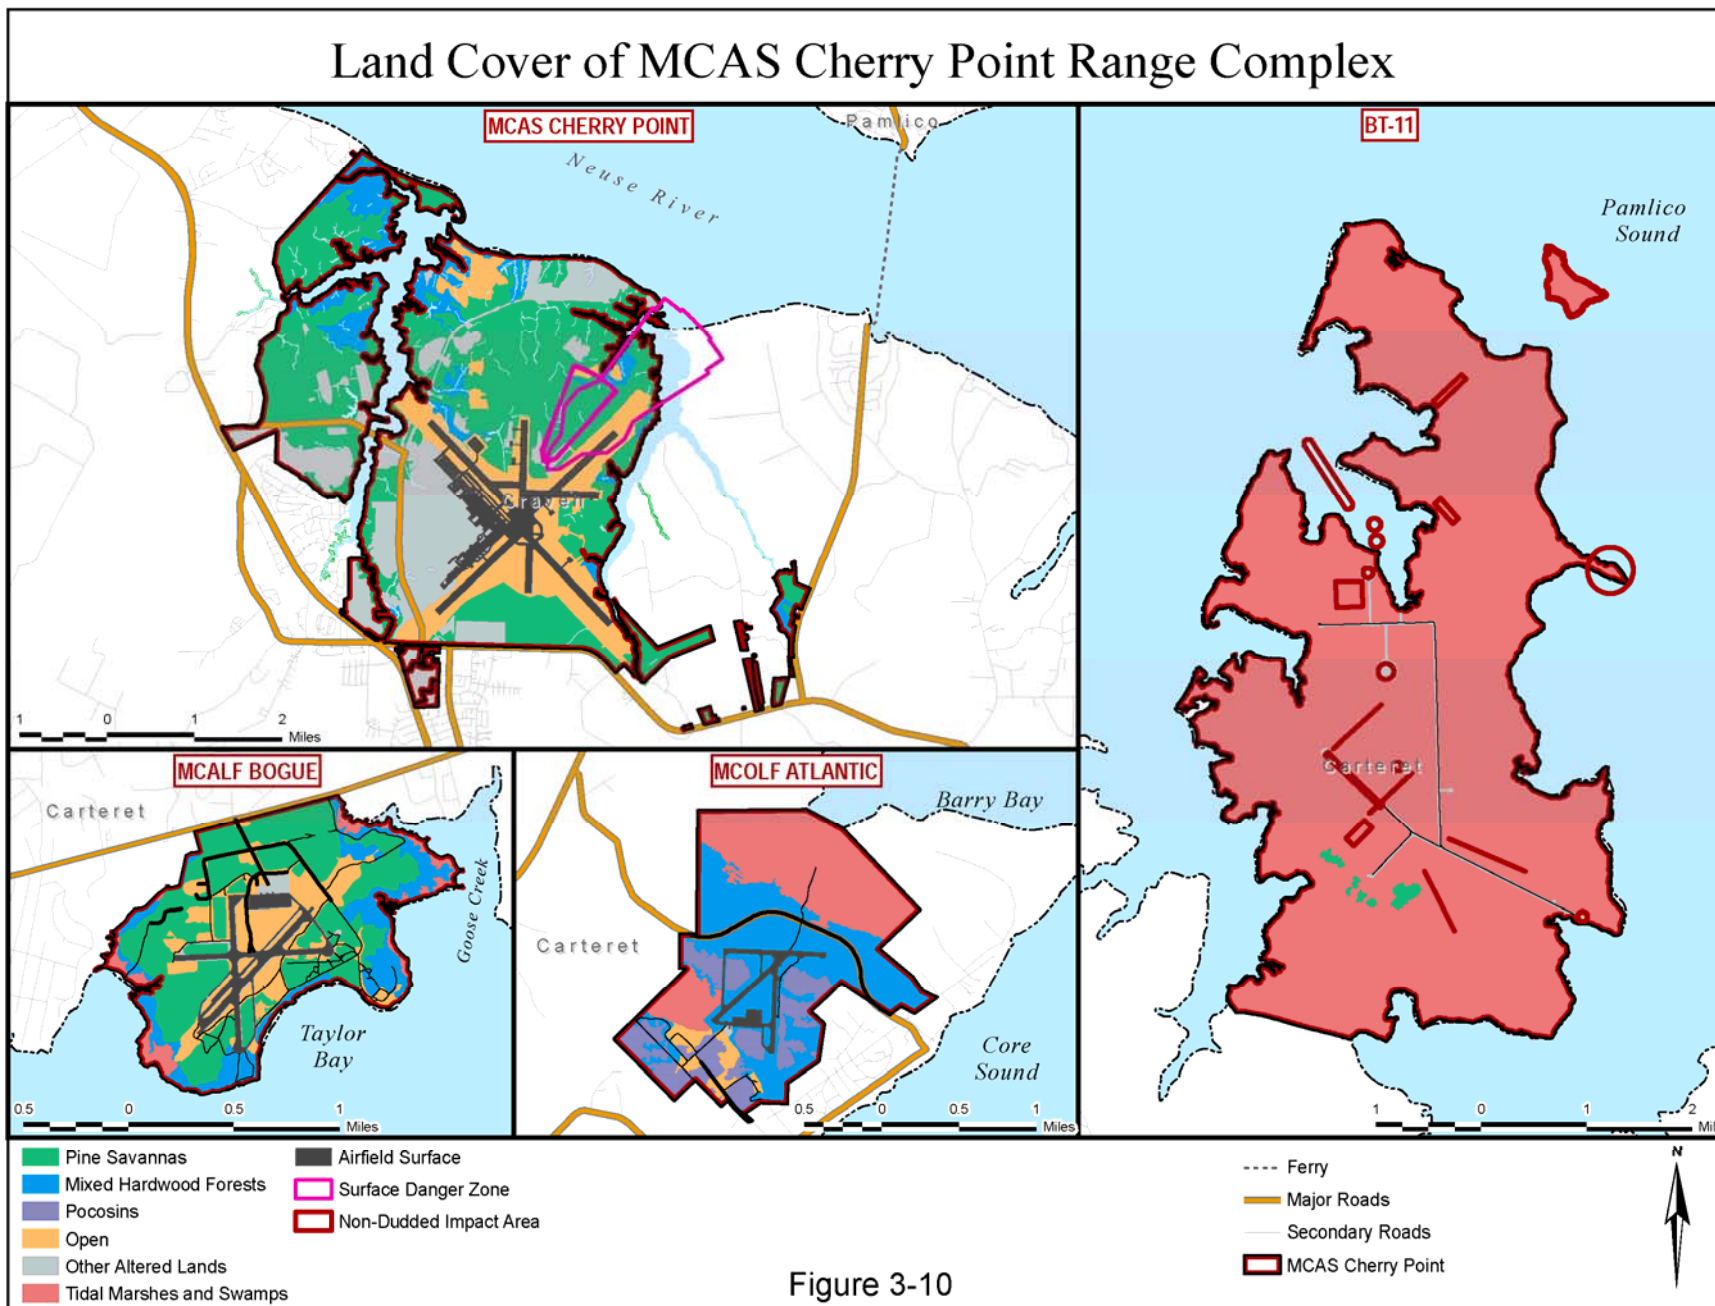 Land Cover of MCAS Cherry Point Range Complex
MCAS CHERRY POINT
Pamlico
Neuse River
Craven
1 0 1 2
Miles
BT-11
Pamlico
Sound
Carteret
1 0 1 2
Mil
MCALF BOGUE
Carteret
Goose Creek
Taylor
Bay
0.5 0 0.5 1
Miles
MCOLF ATLANTIC
Barry Bay
Carteret
Core
Sound
0.5 0 0.5 1
Miles
Pine Savannas
Mixed Hardwood Forests
Pocosins
Open
Other Altered Lands
Tidal Marshes and Swamps
Airfield Surface
Surface Danger Zone
Non-Dudded Impact Area
Figure 3-10
Ferry
Major Roads
Secondary Roads
MCAS Cherry Point
N